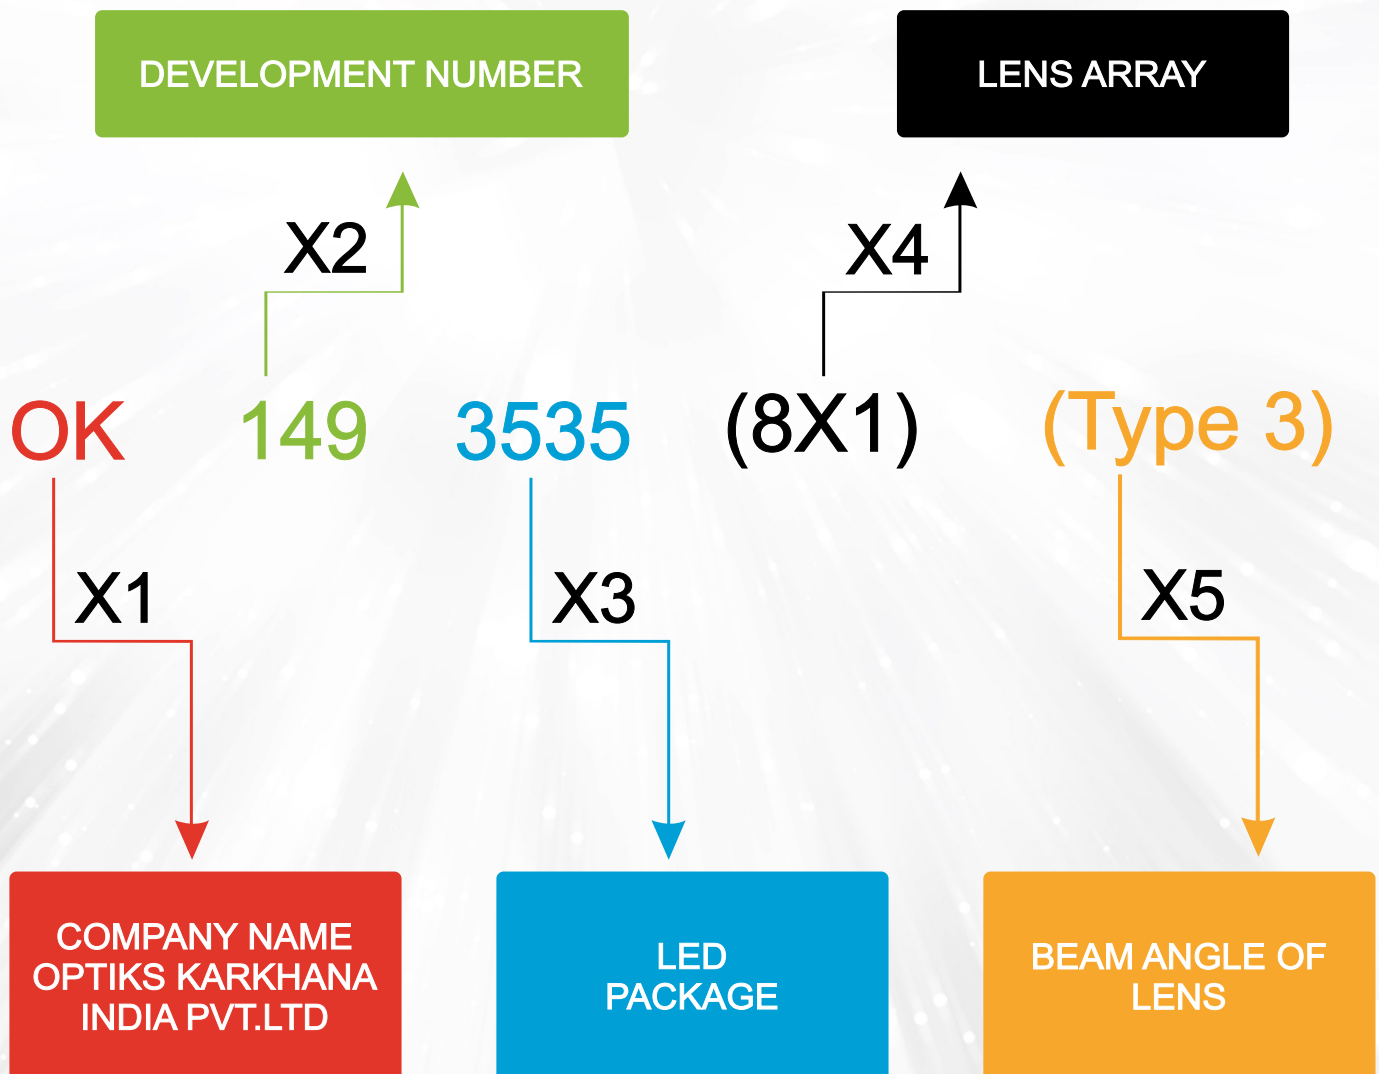 DEVELOPMENT NUMBER
LENS ARRAY
X2
X4
OK 149 3535 (8X1) (Type 3)
X1
X3
X5
COMPANY NAME
OPTIKS KARKHANA
INDIA PVT.LTD
LED
PACKAGE
BEAM ANGLE OF
LENS